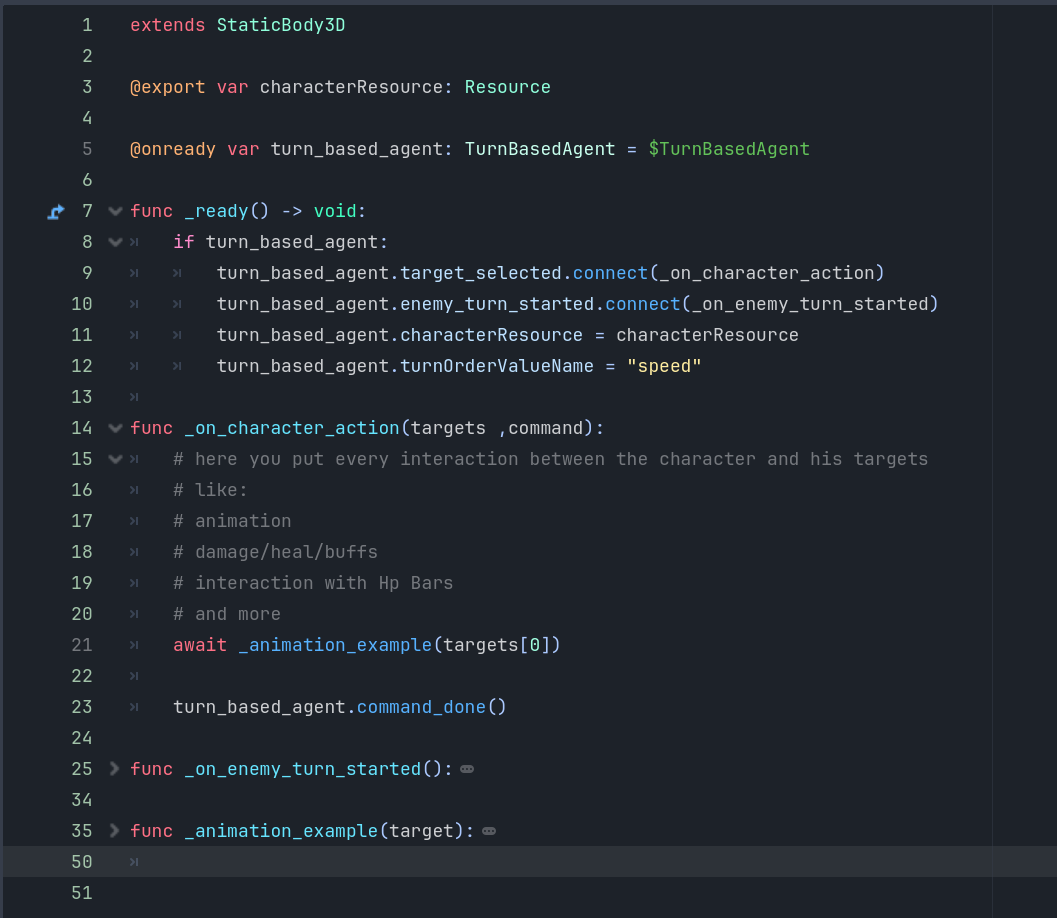 1 extends StaticBody3D
2
3 @export var characterResource: Resource
4
5 @onready var turn_based_agent: TurnBasedAgent = $TurnBasedAgent
6
7 func _ready() -> void:
8 if turn_based_agent:
9 turn_based_agent.target_selected.connect(_on_character_action)
10 turn_based_agent.enemy_turn_started.connect(_on_enemy_turn_started)
11 turn_based_agent.characterResource = characterResource
12 turn_based_agent.turnOrderValueName = "speed"
13
14 func _on_character_action(targets ,command):
15 # here you put every interaction between the character and his targets
16 # like:
17 # animation
18 # damage/heal/buffs
19 # interaction with Hp Bars
20 # and more
21 await _animation_example(targets[0])
22
23 turn_based_agent.command_done()
24
25 func _on_enemy_turn_started():
34
35 func _animation_example(target):
50
51